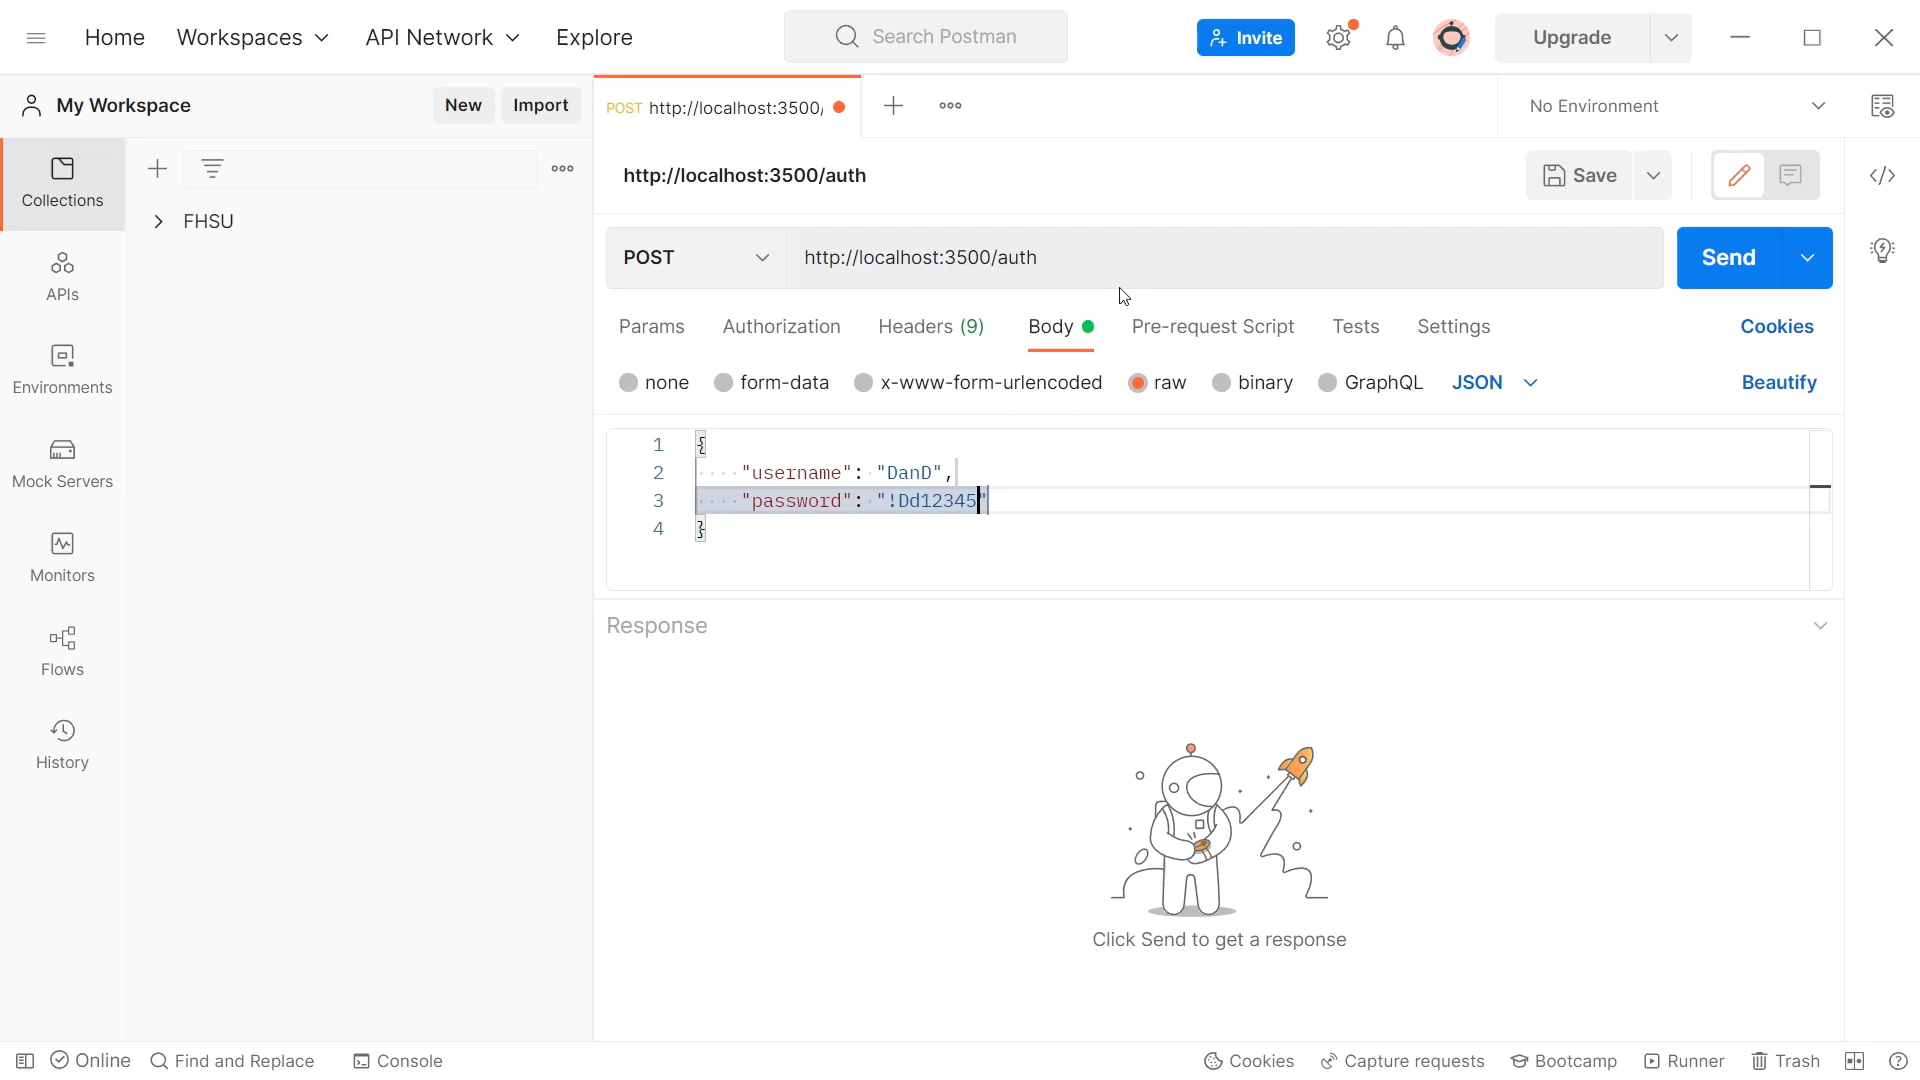 Home Workspaces API Network Explore Search Postman Invite Upgrade
My Workspace New Import POST http://localhost:3500/ No Environment
Collections
FHSU
APIs
Environments
Mock Servers
Monitors
Flows
History
http://localhost:3500/auth Save
POST http://localhost:3500/auth Send
Params Authorization Headers (9) Body Pre-request Script Tests Settings Cookies
none form-data x-www-form-urlencoded raw binary GraphQL JSON Beautify
1 {
2 "username": "DanD",
3 "password": "!Dd12345"
4 }
Response
Click Send to get a response
Online Find and Replace Console Cookies Capture requests Bootcamp Runner Trash